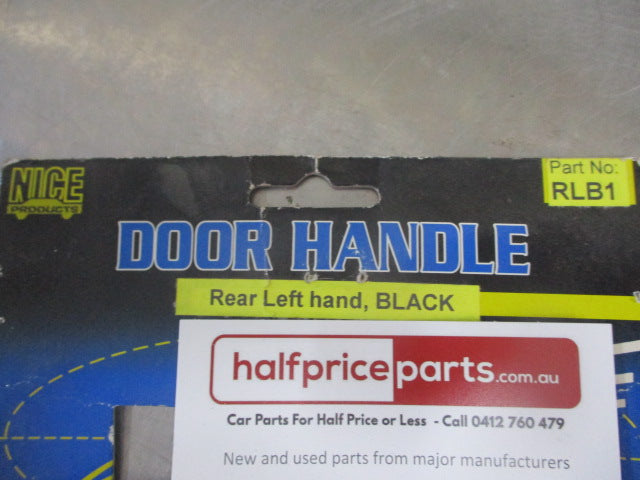 NICE
PRODUCTS
Part No:
RLB1
DOOR HANDLE
Rear Left hand, BLACK
halfpriceparts.com.au
Car Parts For Half Price or Less - Call 0412 760 479
New and used parts from major manufacturers